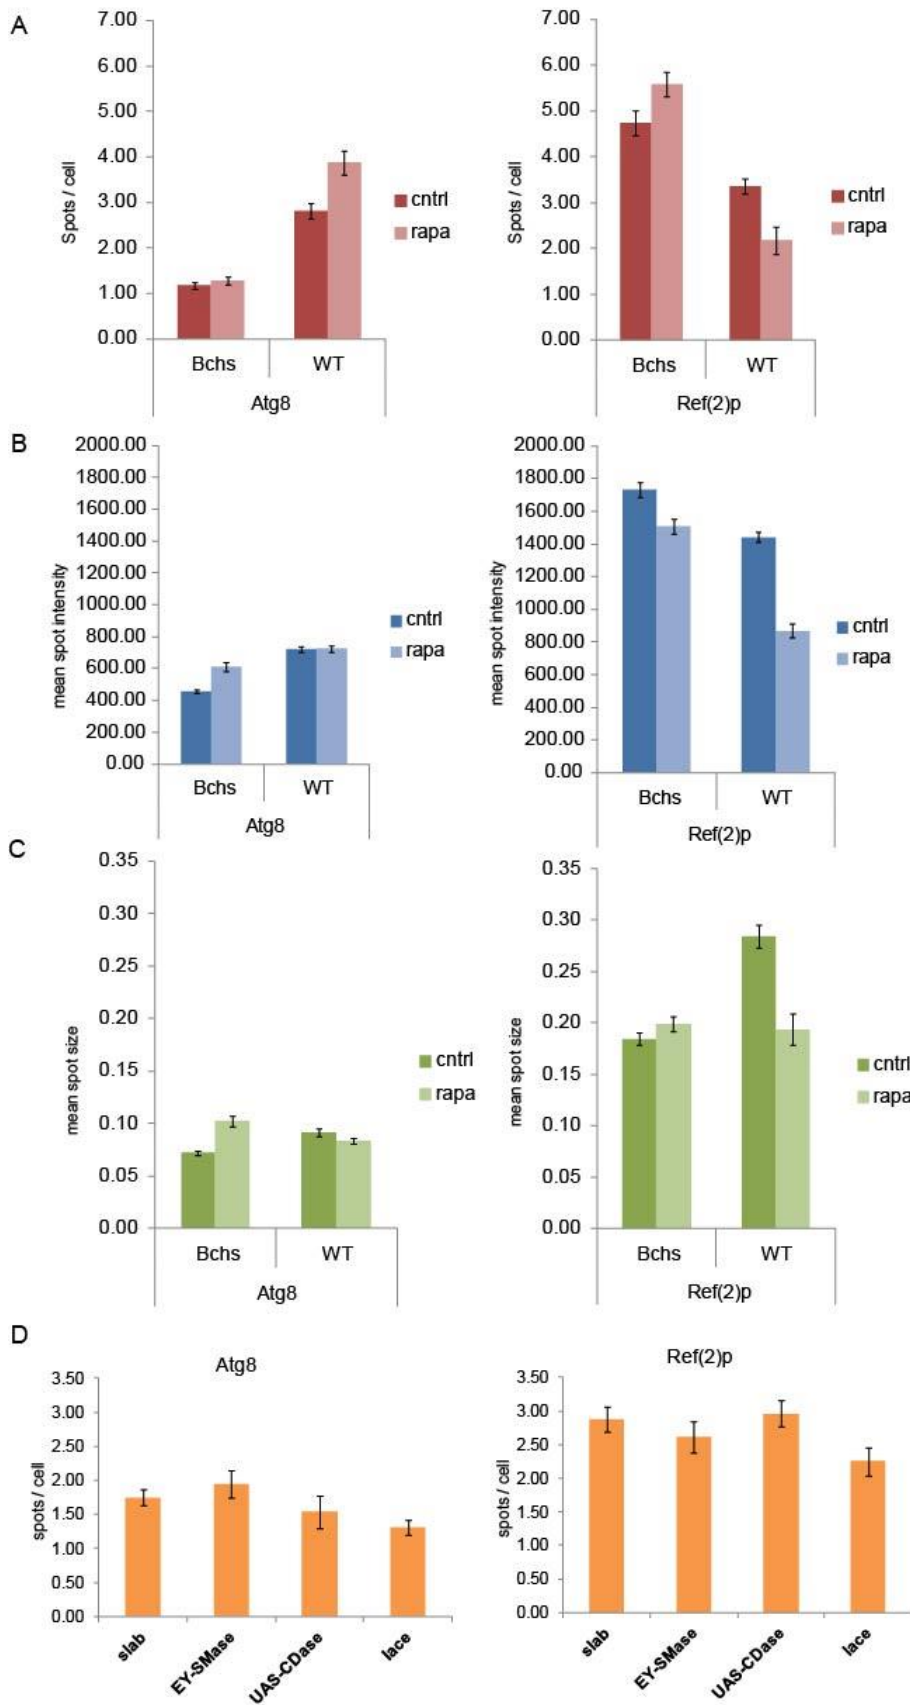 A
7.00
6.00
5.00
4.00
3.00
2.00
1.00
0.00
Spots / cell
cntrl
rapa
Bchs
WT
Atg8
7.00
6.00
5.00
4.00
3.00
2.00
1.00
0.00
Spots / cell
cntrl
rapa
Bchs
WT
Ref(2)p
B
2000.00
1800.00
1600.00
1400.00
1200.00
1000.00
800.00
600.00
400.00
200.00
0.00
mean spot intensity
cntrl
rapa
Bchs
WT
Atg8
2000.00
1800.00
1600.00
1400.00
1200.00
1000.00
800.00
600.00
400.00
200.00
0.00
mean spot intensity
cntrl
rapa
Bchs
WT
Ref(2)p
C
0.35
0.30
0.25
0.20
0.15
0.10
0.05
0.00
mean spot size
cntrl
rapa
Bchs
WT
Atg8
0.35
0.30
0.25
0.20
0.15
0.10
0.05
0.00
mean spot size
cntrl
rapa
Bchs
WT
Ref(2)p
D
Atg8
3.50
3.00
2.50
2.00
1.50
1.00
0.50
0.00
spots / cell
slab
EY-SMase
UAS-CDase
lace
Ref(2)p
3.50
3.00
2.50
2.00
1.50
1.00
0.50
0.00
spots / cell
slab
EY-SMase
UAS-CDase
lace